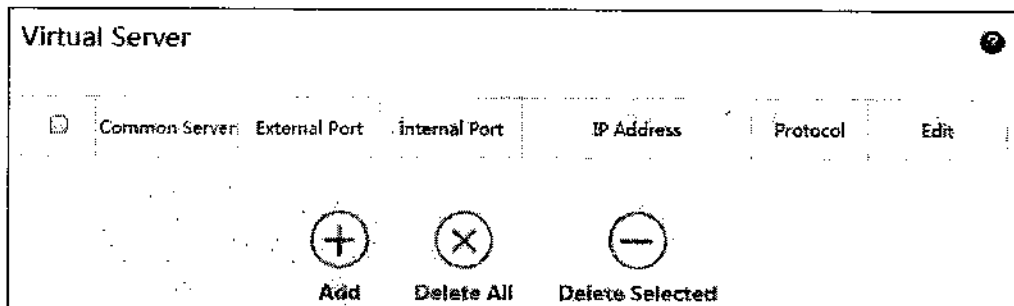 Virtual Server
?
Common Server External Port Internal Port IP Address Protocol Edit
Add Delete All Delete Selected